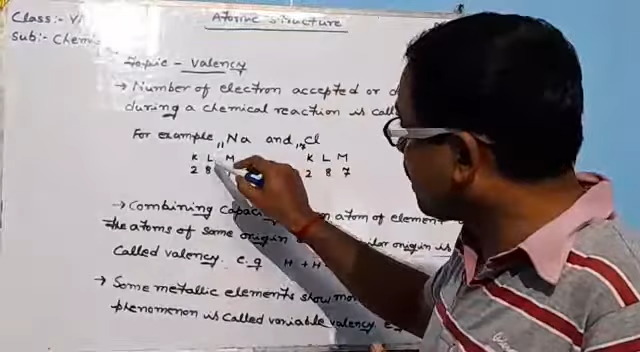 Class:- VI
Atomic Structure
Sub:- Chemi
Topic - Valency
→ Number of electron accepted or d
during a chemical reaction is call
For example ₁₁Na and ₁₇Cl
K L M K L M
2 8 2 8 7
→ Combining Capaci an atom of element
the atoms of same origin origin is
Called valency. e.g H + H
→ Some metallic elements show mo
phenomenon is called variable valency. e